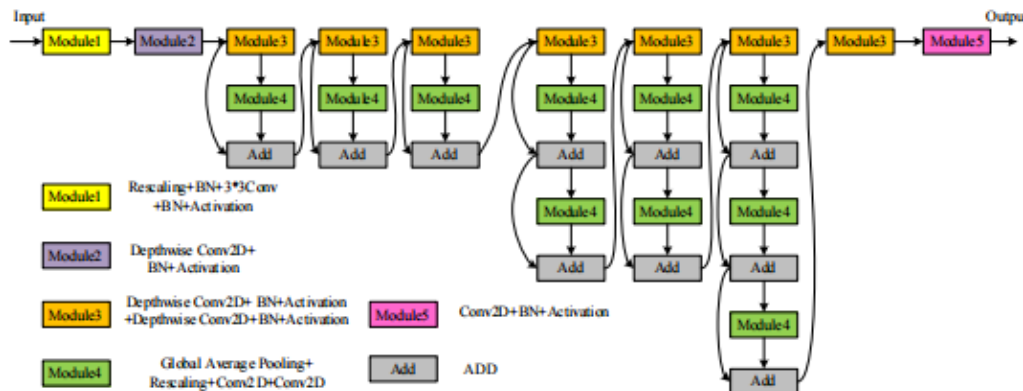 Input
Output
Module1
Module2
Module3
Module3
Module3
Module3
Module3
Module3
Module3
Module5
Module4
Module4
Module4
Module4
Module4
Module4
Add
Add
Add
Add
Add
Add
Module4
Module4
Module4
Add
Add
Add
Module4
Add
Module1
Rescaling+BN+3*3Conv
+BN+Activation
Module2
Depthwise Conv2D+
BN+Activation
Module3
Depthwise Conv2D+ BN+Activation
+Depthwise Conv2D+BN+Activation
Module5
Conv2D+BN+Activation
Module4
Global Average Pooling+
Rescaling+Conv2D+Conv2D
Add
ADD